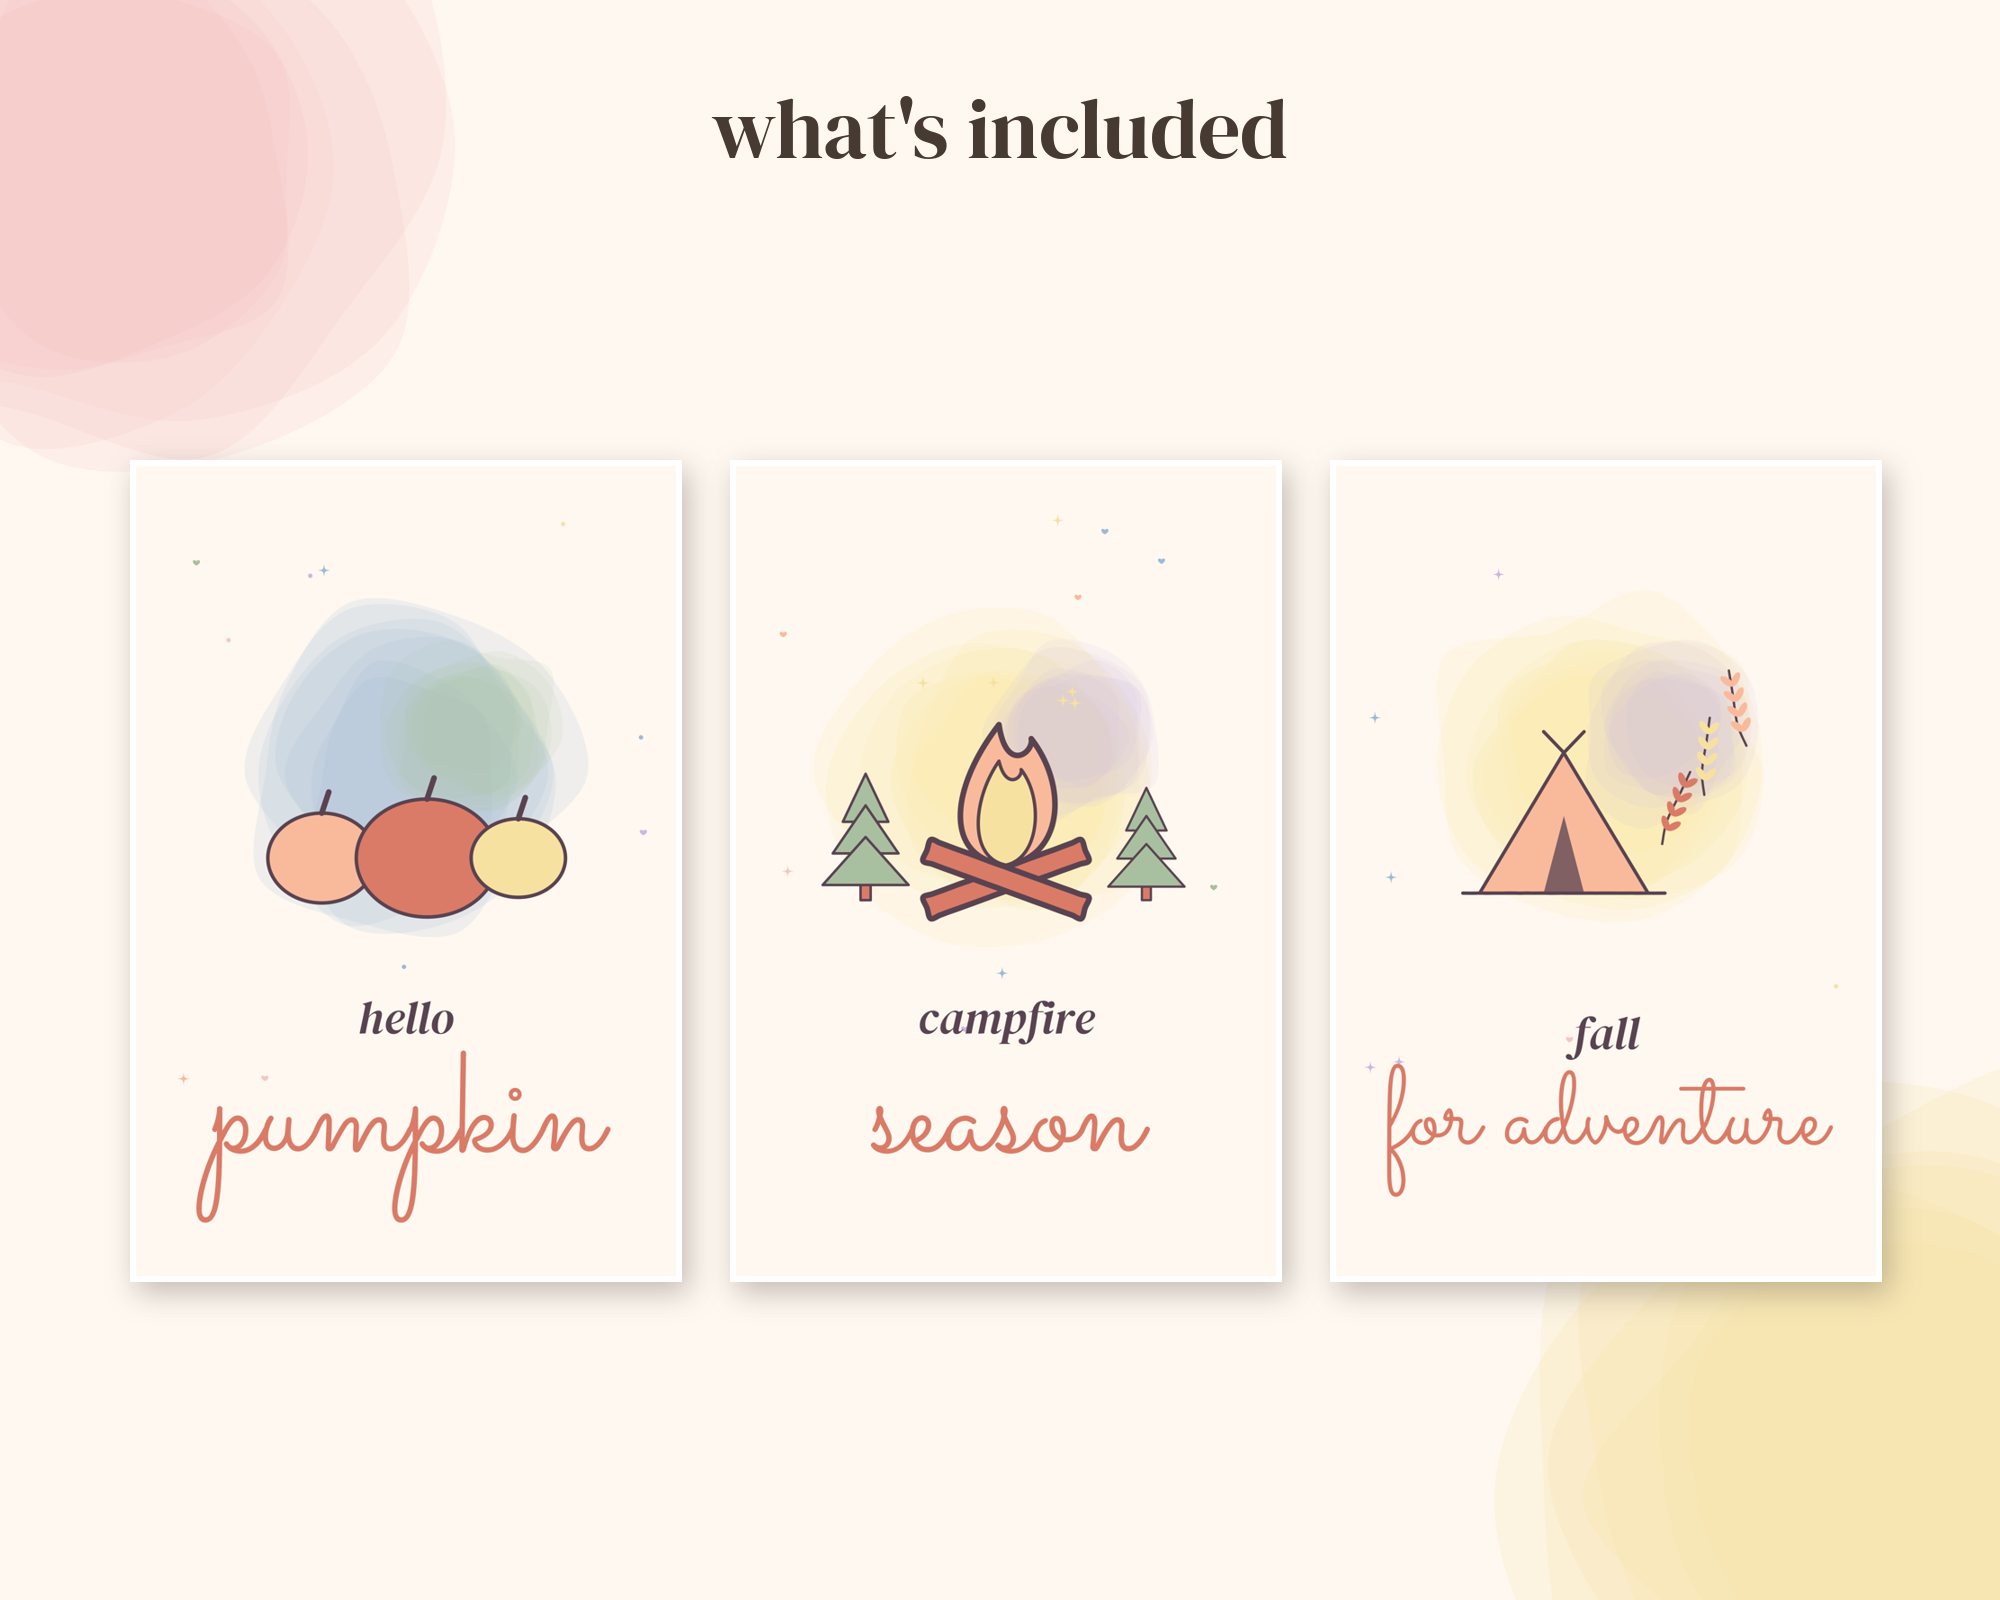 what's included
hello
pumpkin
campfire
season
fall
for adventure